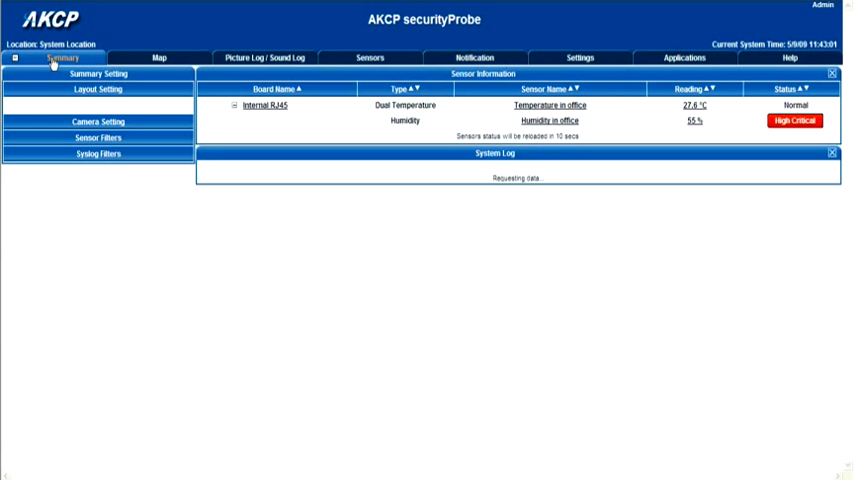 Admin
AKCP
AKCP securityProbe
Location: System Location
Current System Time: 5/9/09 11:43:01
Summary
Map
Picture Log / Sound Log
Sensors
Notification
Settings
Applications
Help
Summary Setting
Layout Setting
Camera Setting
Sensor Filters
Syslog Filters
Sensor Information
Board Name Type Sensor Name Reading Status
Internal RJ45 Dual Temperature Temperature in office 27.6 °C Normal
Humidity Humidity in office 55 % High Critical
Sensors status will be reloaded in 10 secs
System Log
Requesting data...